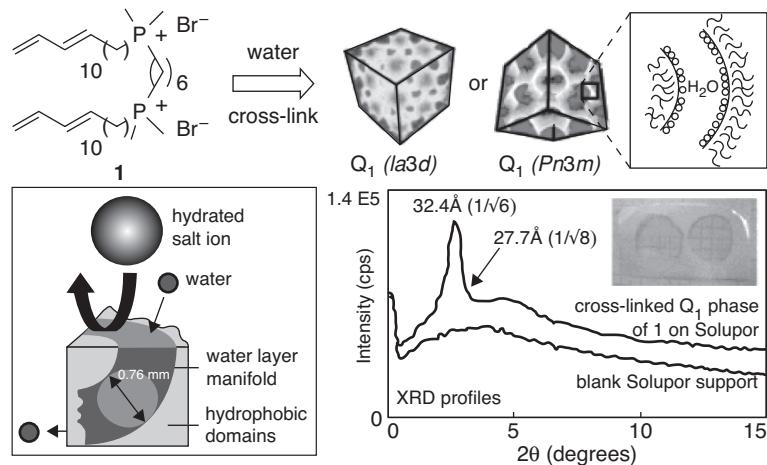 Br−
P
+
10
6
P
+
Br−
10
1
water
cross-link
or
H2O
Q1 (Ia3d)
Q1 (Pn3m)
hydrated
salt ion
water
water layer
manifold
0.76 mm
hydrophobic
domains
1.4 E5
Intensity (cps)
0
32.4Å (1/√6)
27.7Å (1/√8)
cross-linked Q1 phase
of 1 on Solupor
blank Solupor support
XRD profiles
0
5
10
15
2θ (degrees)